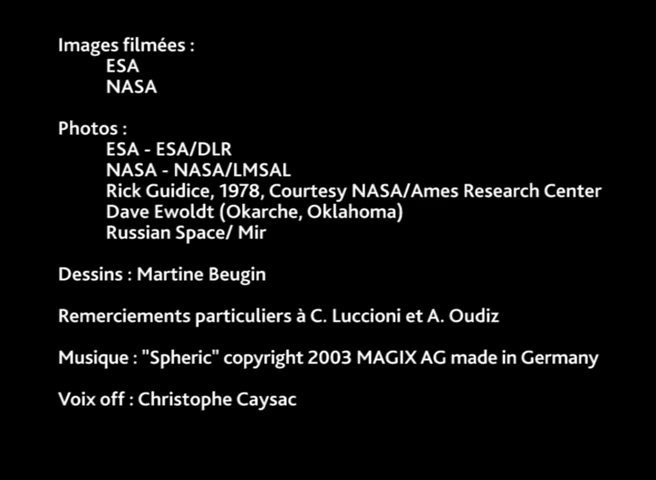 Images filmées :
ESA
NASA
Photos :
ESA - ESA/DLR
NASA - NASA/LMSAL
Rick Guidice, 1978, Courtesy NASA/Ames Research Center
Dave Ewoldt (Okarche, Oklahoma)
Russian Space/ Mir
Dessins : Martine Beugin
Remerciements particuliers à C. Luccioni et A. Oudiz
Musique : "Spheric" copyright 2003 MAGIX AG made in Germany
Voix off : Christophe Caysac